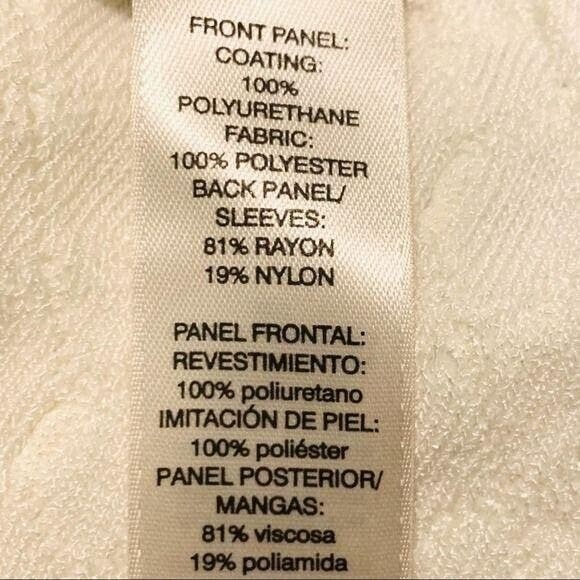 FRONT PANEL:
COATING:
100%
POLYURETHANE
FABRIC:
100% POLYESTER
BACK PANEL/
SLEEVES:
81% RAYON
19% NYLON
PANEL FRONTAL:
REVESTIMIENTO:
100% poliuretano
IMITACIÓN DE PIEL:
100% poliéster
PANEL POSTERIOR/
MANGAS:
81% viscosa
19% poliamida